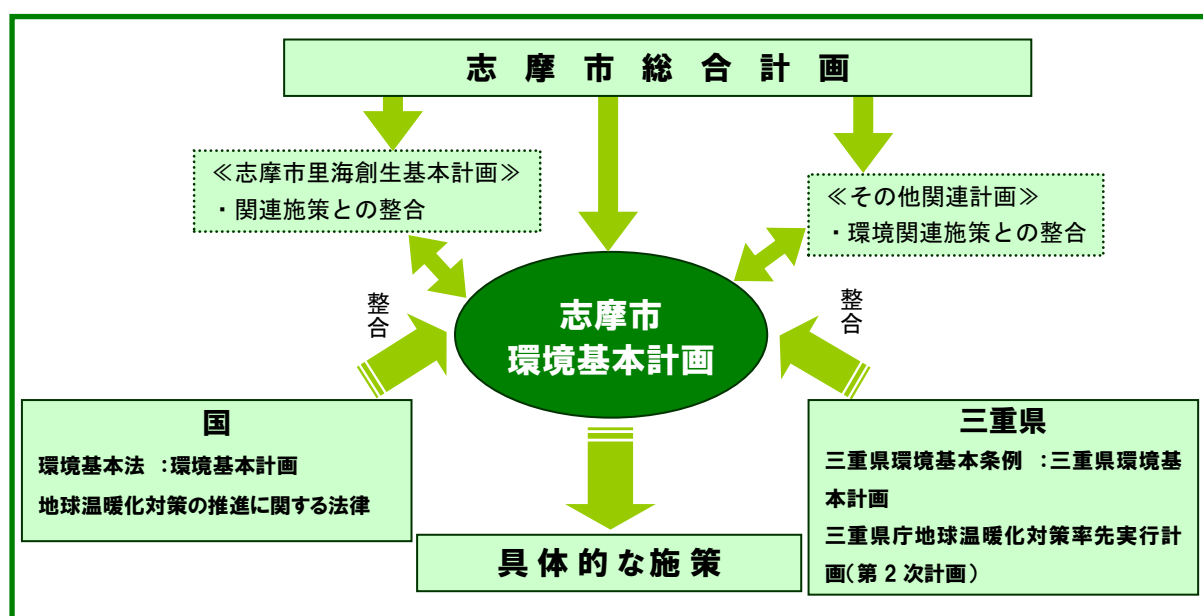 志摩市総合計画
≪志摩市里海創生基本計画≫
・関連施策との整合
≪その他関連計画≫
・環境関連施策との整合
整合
整合
志摩市
環境基本計画
国
環境基本法 ：環境基本計画
地球温暖化対策の推進に関する法律
三重県
三重県環境基本条例 ：三重県環境基
本計画
三重県庁地球温暖化対策率先実行計
画（第２次計画）
具体的な施策